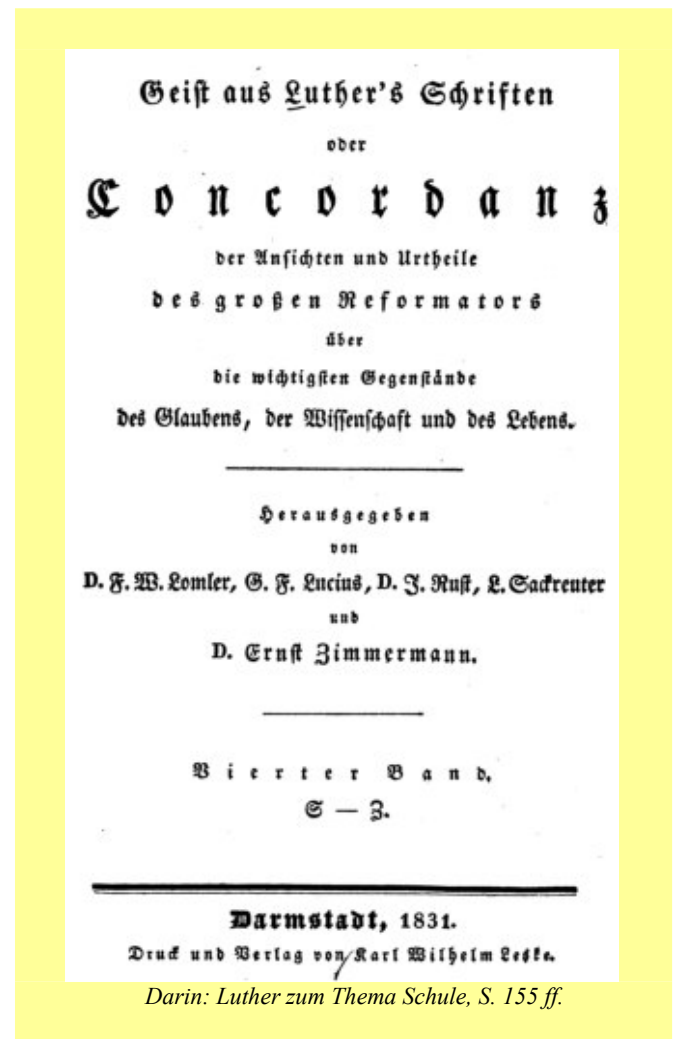 Geist aus Luther's Schriften
oder
Concordanz
der Ansichten und Urtheile
des großen Reformators
über
die wichtigsten Gegenstände
des Glaubens, der Wissenschaft und des Lebens.
Herausgegeben
von
D. F. W. Lomler, G. F. Lucius, D. J. Rust, L. Sackreuter
und
D. Ernst Zimmermann.
Vierter Band.
S — Z.
Darmstadt, 1831.
Druck und Verlag von Karl Wilhelm Leske.
Darin: Luther zum Thema Schule, S. 155 ff.